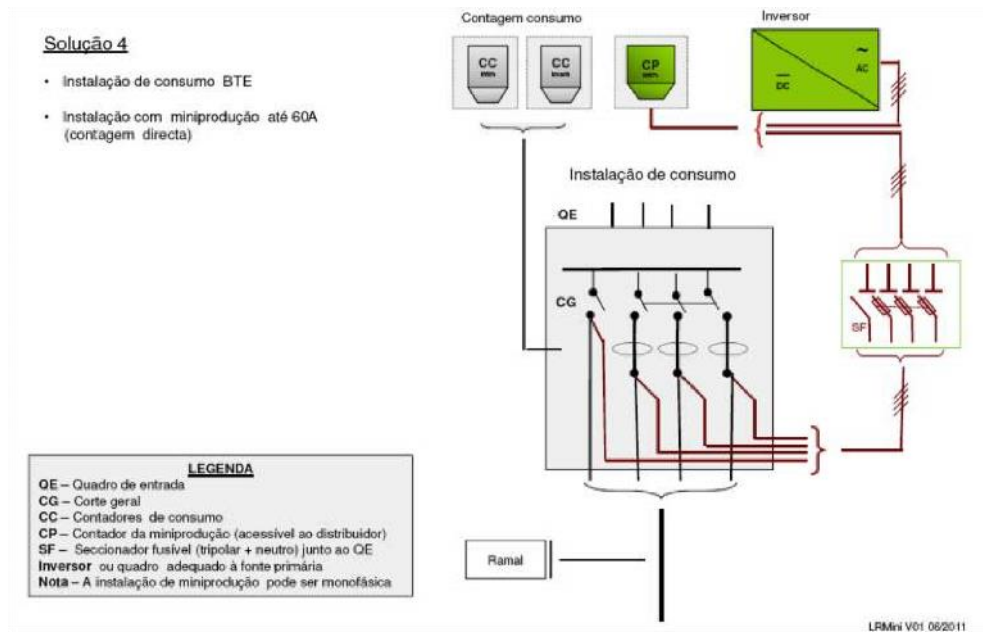 Solução 4
• Instalação de consumo BTE
• Instalação com miniprodução até 60A
(contagem directa)
Contagem consumo
CC
CC
CP
Inversor
~
AC
DC
Instalação de consumo
QE
CG
SF
Ramal
LEGENDA
QE – Quadro de entrada
CG – Corte geral
CC – Contadores de consumo
CP – Contador da miniprodução (acessível ao distribuidor)
SF – Seccionador fusível (tripolar + neutro) junto ao QE
Inversor ou quadro adequado à fonte primária
Nota – A instalação de miniprodução pode ser monofásica
LRMini V01 06/2011